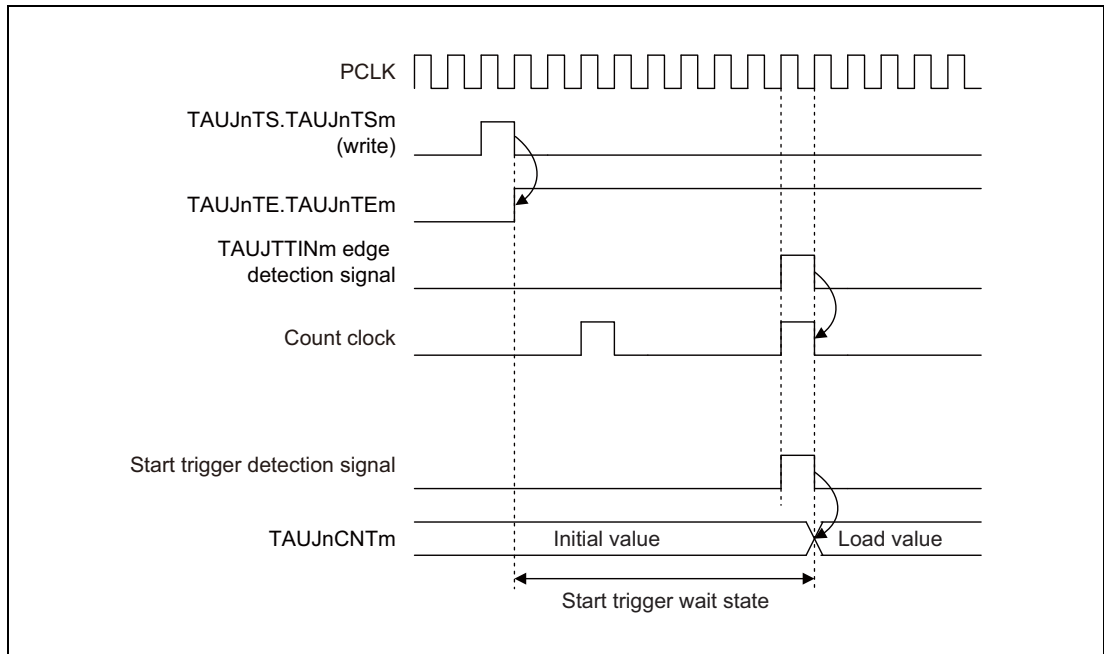 PCLK
TAUJnTS.TAUJnTSm
(write)
TAUJnTE.TAUJnTEm
TAUJTTINm edge
detection signal
Count clock
Start trigger detection signal
TAUJnCNTm
Initial value
Load value
Start trigger wait state